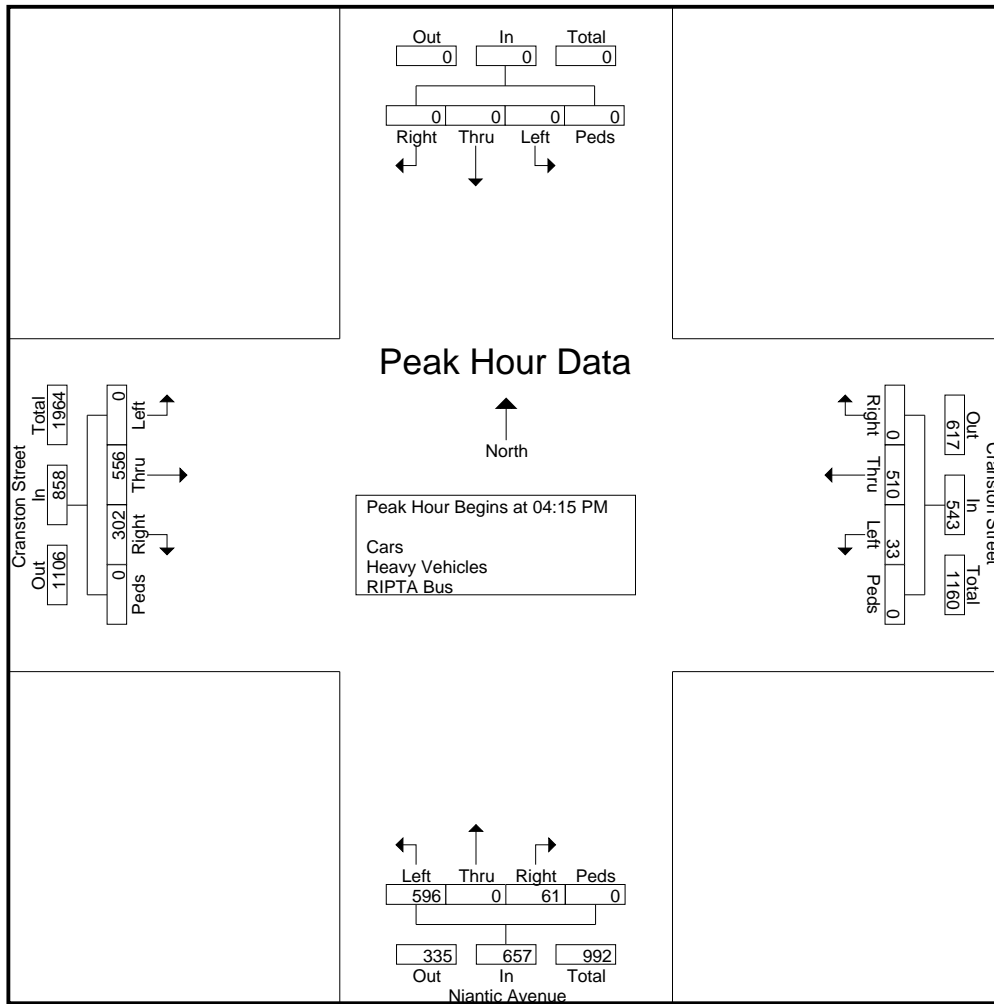 Out In Total
0 0 0
0 0 0 0
Right Thru Left Peds
Peak Hour Data
North
Peak Hour Begins at 04:15 PM
Cars
Heavy Vehicles
RIPTA Bus
Cranston Street
Out In Total
1106 858 1964
0 302 556 0
Peds Right Thru Left
Cranston Street
Out In Total
617 543 1160
0 510 33 0
Right Thru Left Peds
Left Thru Right Peds
596 0 61 0
335 657 992
Out In Total
Niantic Avenue